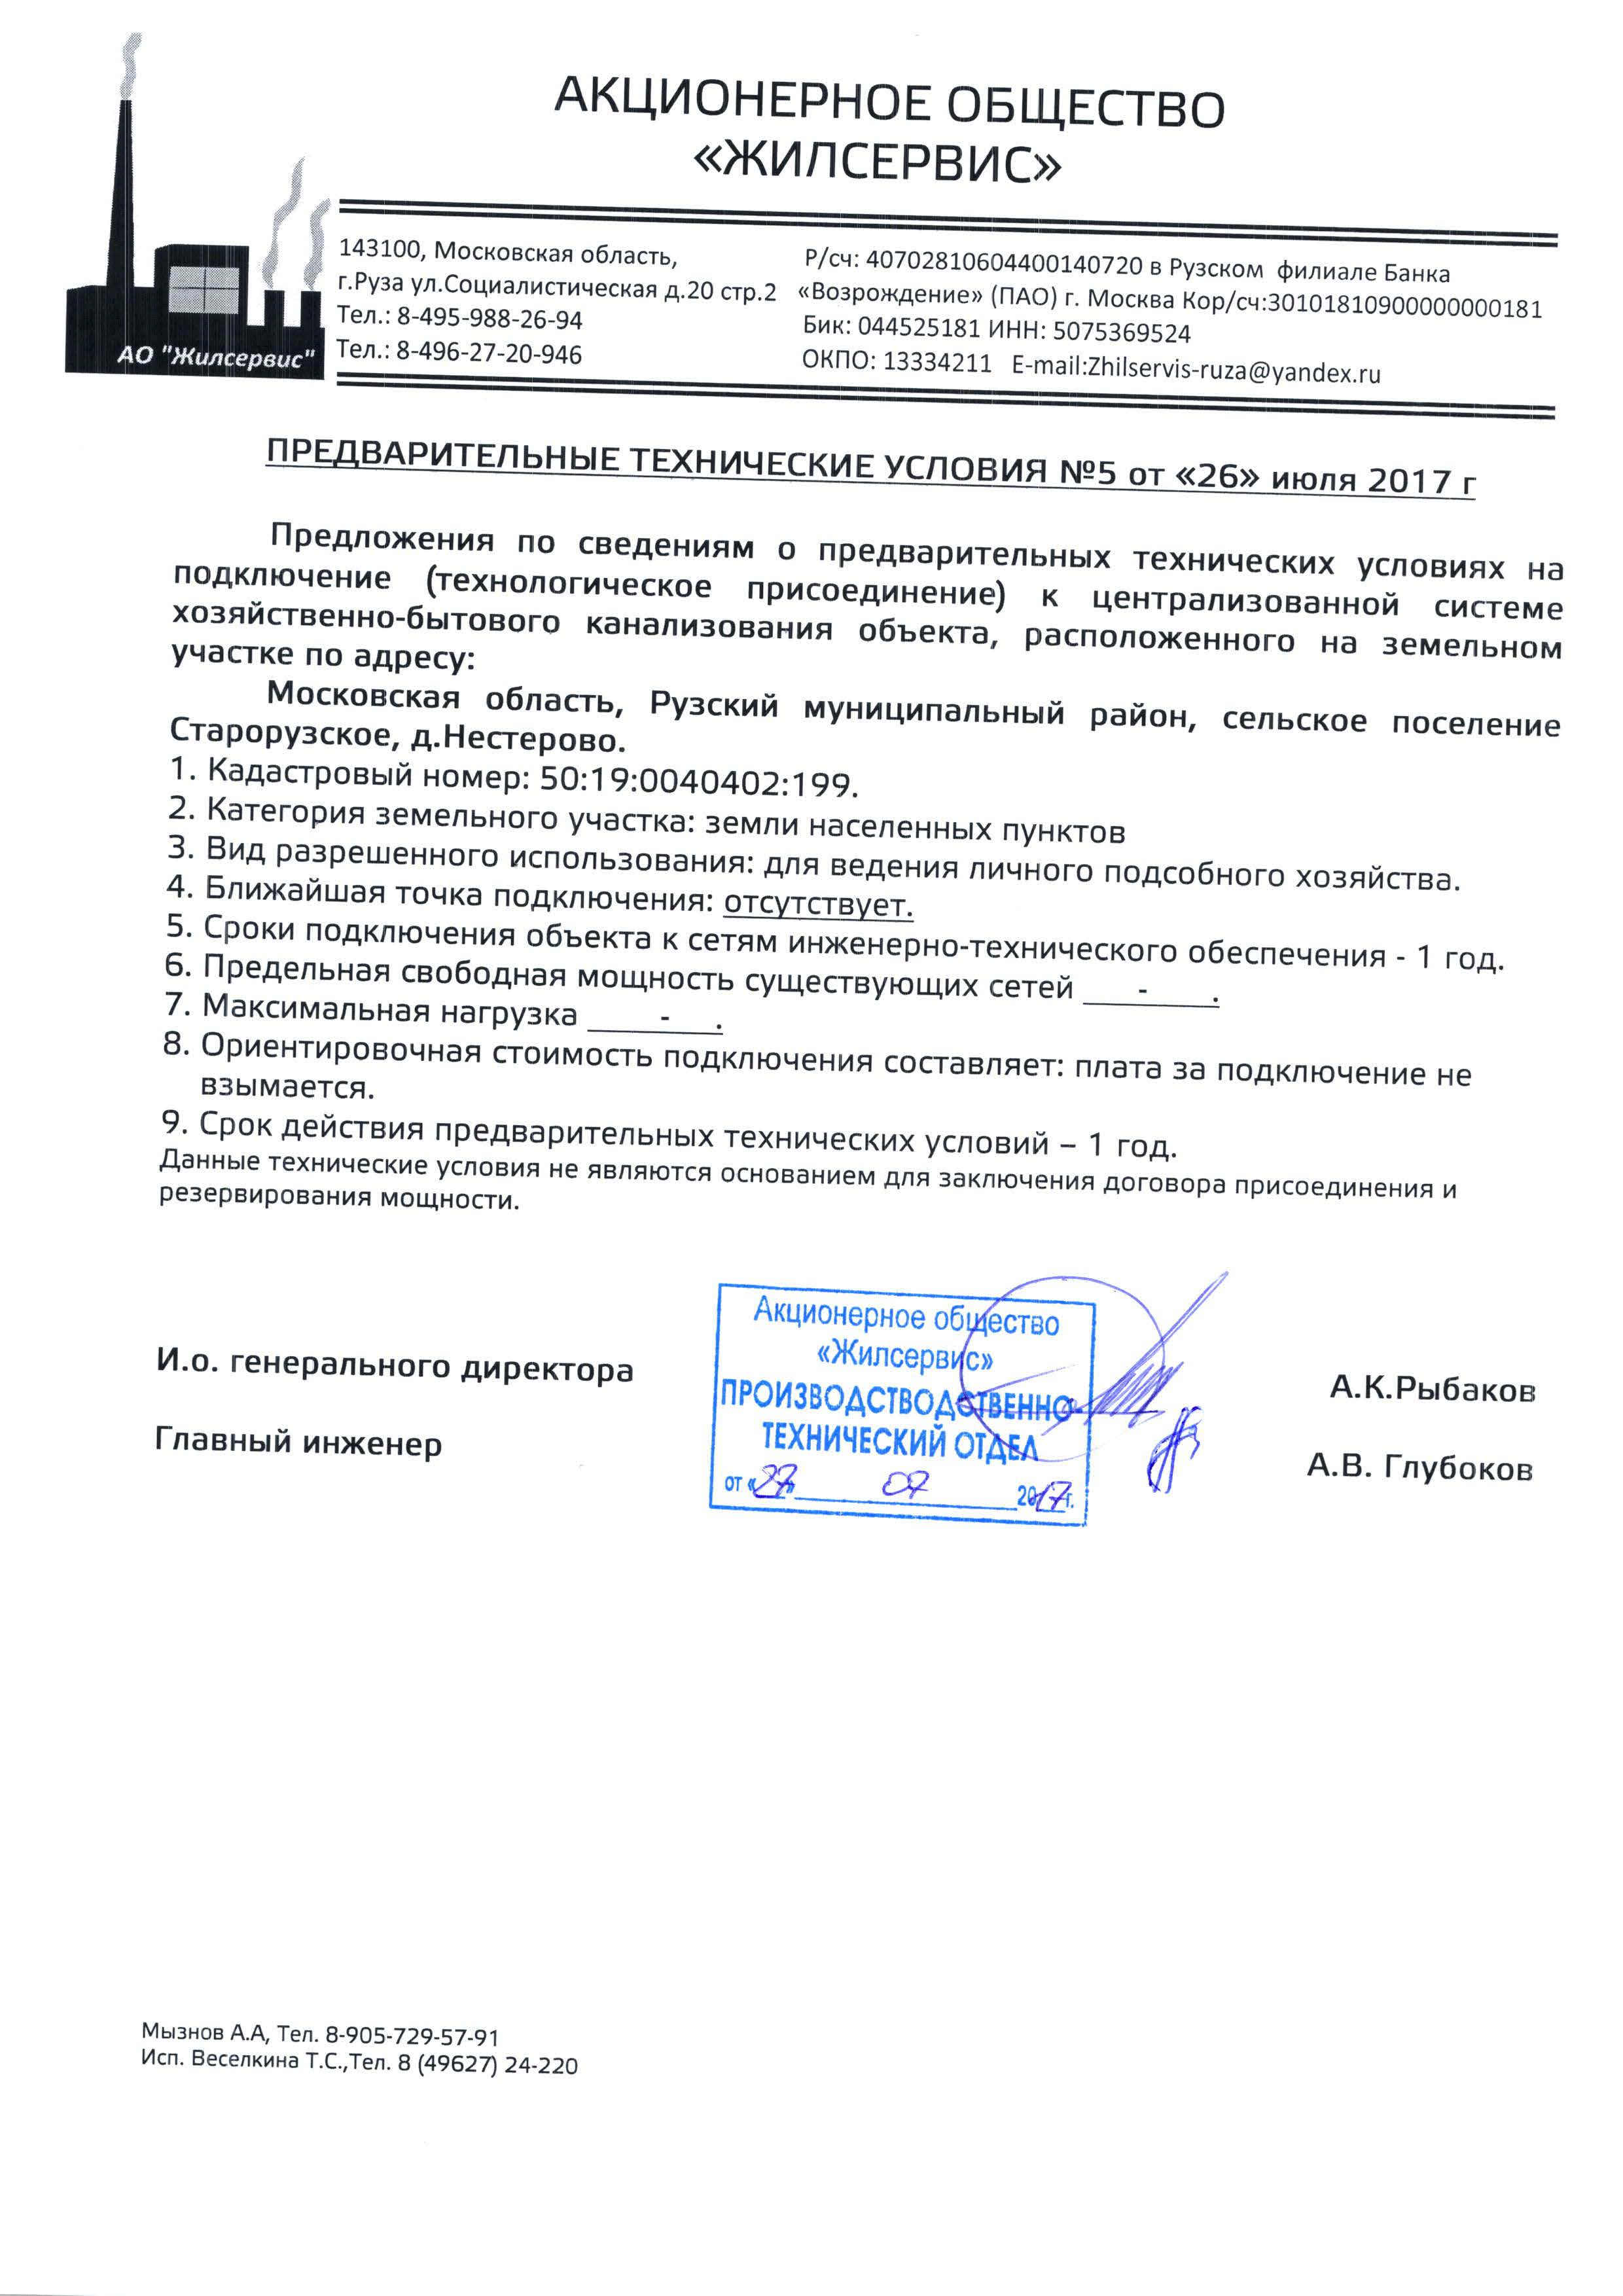 АКЦИОНЕРНОЕ ОБЩЕСТВО
«ЖИЛСЕРВИС»
АО "Жилсервис"
143100, Московская область,
г.Руза ул.Социалистическая д.20 стр.2
Тел.: 8-495-988-26-94
Тел.: 8-496-27-20-946
Р/сч: 40702810604400140720 в Рузском филиале Банка
«Возрождение» (ПАО) г. Москва Кор/сч:30101810900000000181
Бик: 044525181 ИНН: 5075369524
ОКПО: 13334211 E-mail:Zhilservis-ruza@yandex.ru
ПРЕДВАРИТЕЛЬНЫЕ ТЕХНИЧЕСКИЕ УСЛОВИЯ №5 от «26» июля 2017 г
Предложения по сведениям о предварительных технических условиях на
подключение (технологическое присоединение) к централизованной системе
хозяйственно-бытового канализования объекта, расположенного на земельном
участке по адресу:
Московская область, Рузский муниципальный район, сельское поселение
Старорузское, д.Нестерово.
1. Кадастровый номер: 50:19:0040402:199.
2. Категория земельного участка: земли населенных пунктов
3. Вид разрешенного использования: для ведения личного подсобного хозяйства.
4. Ближайшая точка подключения: отсутствует.
5. Сроки подключения объекта к сетям инженерно-технического обеспечения - 1 год.
6. Предельная свободная мощность существующих сетей ___-____.
7. Максимальная нагрузка ____-___.
8. Ориентировочная стоимость подключения составляет: плата за подключение не
взымается.
9. Срок действия предварительных технических условий – 1 год.
Данные технические условия не являются основанием для заключения договора присоединения и
резервирования мощности.
Акционерное общество
«Жилсервис»
ПРОИЗВОДСТВОДСТВЕННО-
ТЕХНИЧЕСКИЙ ОТДЕЛ
от «27» 07 2017г.
И.о. генерального директора
А.К.Рыбаков
Главный инженер
А.В. Глубоков
Мызнов А.А, Тел. 8-905-729-57-91
Исп. Веселкина Т.С.,Тел. 8 (49627) 24-220